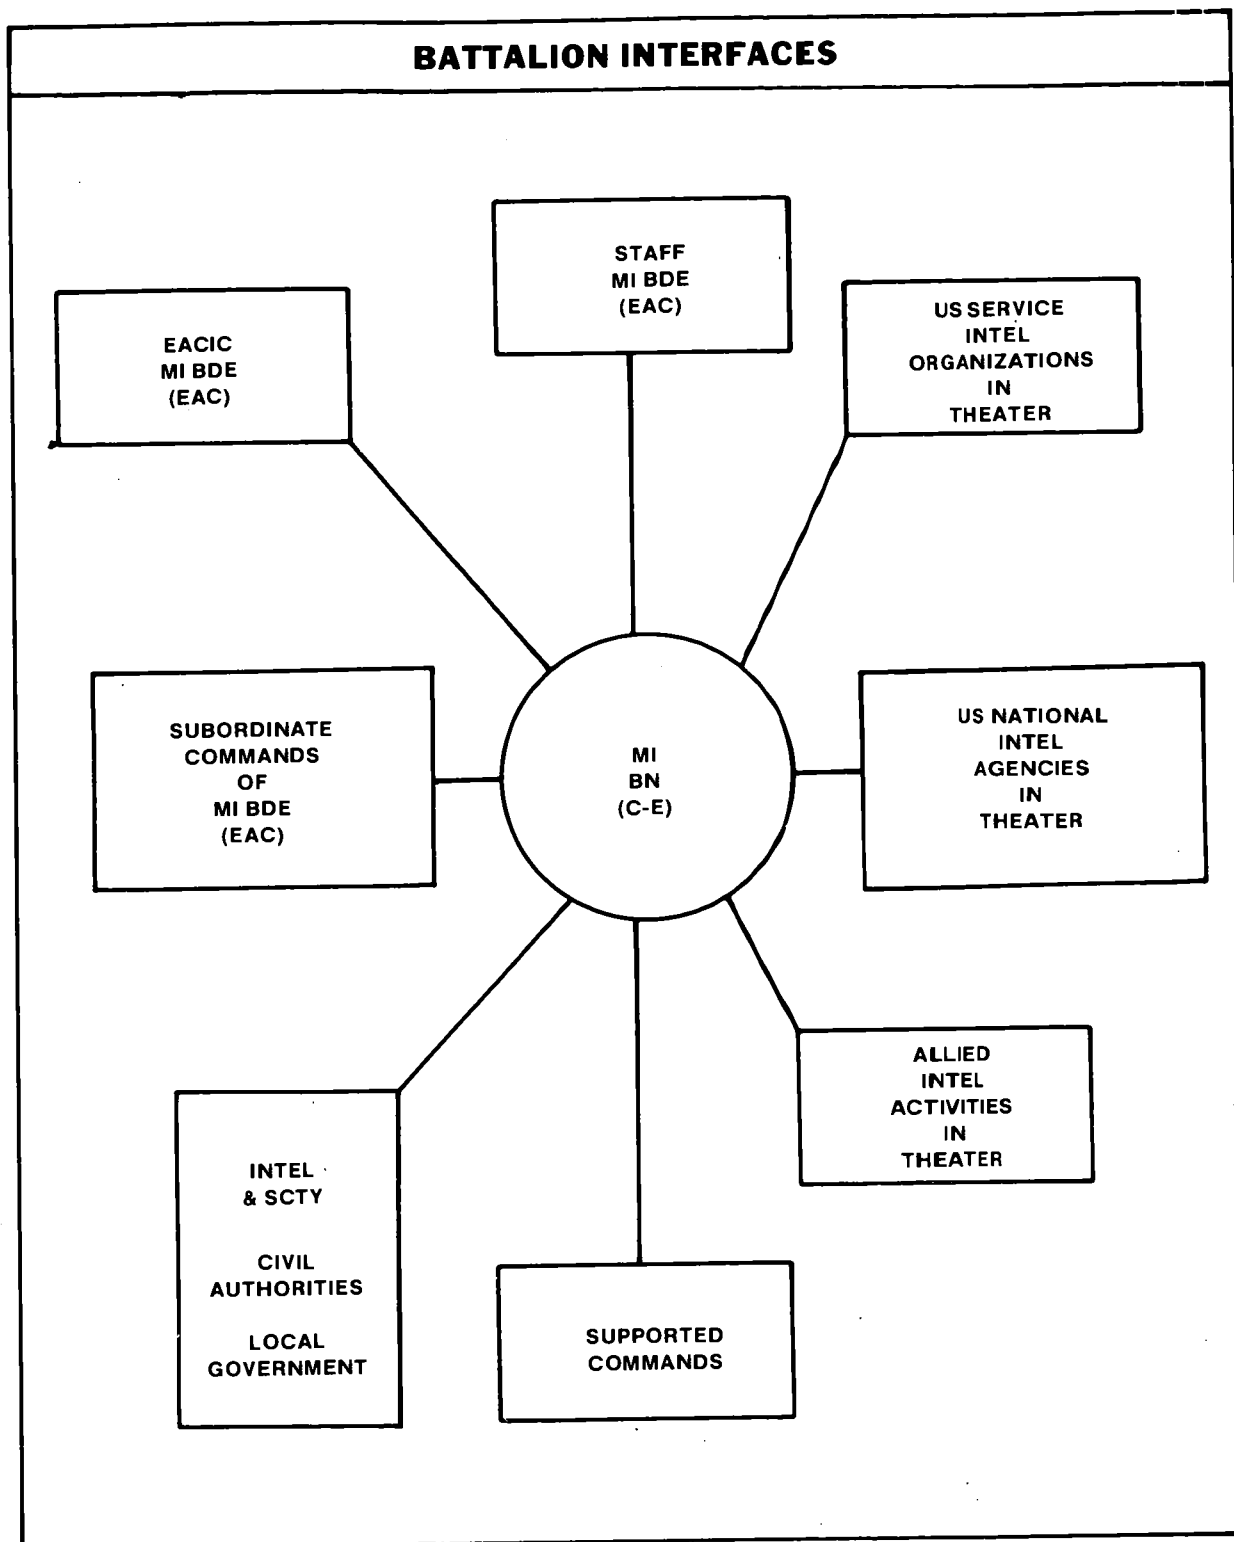 BATTALION INTERFACES
STAFF
MI BDE
(EAC)
EACIC
MI BDE
(EAC)
US SERVICE
INTEL
ORGANIZATIONS
IN
THEATER
SUBORDINATE
COMMANDS
OF
MI BDE
(EAC)
MI
BN
(C-E)
US NATIONAL
INTEL
AGENCIES
IN
THEATER
ALLIED
INTEL
ACTIVITIES
IN
THEATER
INTEL
& SCTY
CIVIL
AUTHORITIES
LOCAL
GOVERNMENT
SUPPORTED
COMMANDS